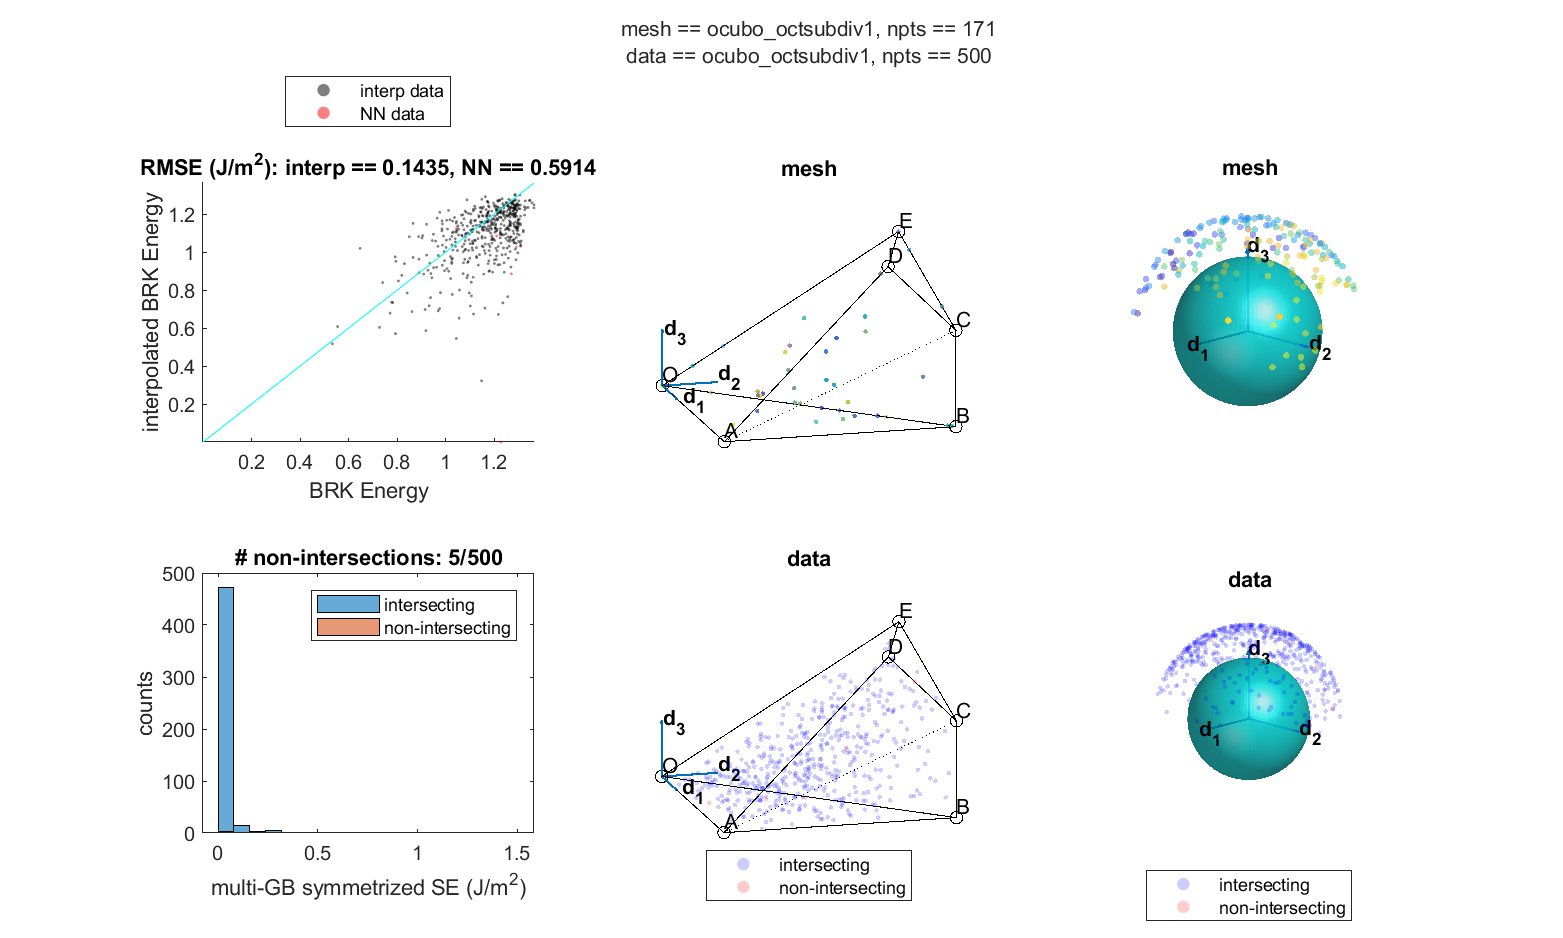 mesh == ocubo_octsubdiv1, npts == 171
data == ocubo_octsubdiv1, npts == 500
interp data
NN data
RMSE (J/m2): interp == 0.1435, NN == 0.5914
interpolated BRK Energy
1.2
1
0.8
0.6
0.4
0.2
0.2 0.4 0.6 0.8 1 1.2
BRK Energy
mesh
E
D
C
d3
O
d2
d1
B
A
mesh
d3
d1
d2
# non-intersections: 5/500
counts
500
400
300
200
100
0
intersecting
non-intersecting
0 0.5 1 1.5
multi-GB symmetrized SE (J/m2)
data
E
D
C
d3
O
d2
d1
B
A
intersecting
non-intersecting
data
d3
d1
d2
intersecting
non-intersecting